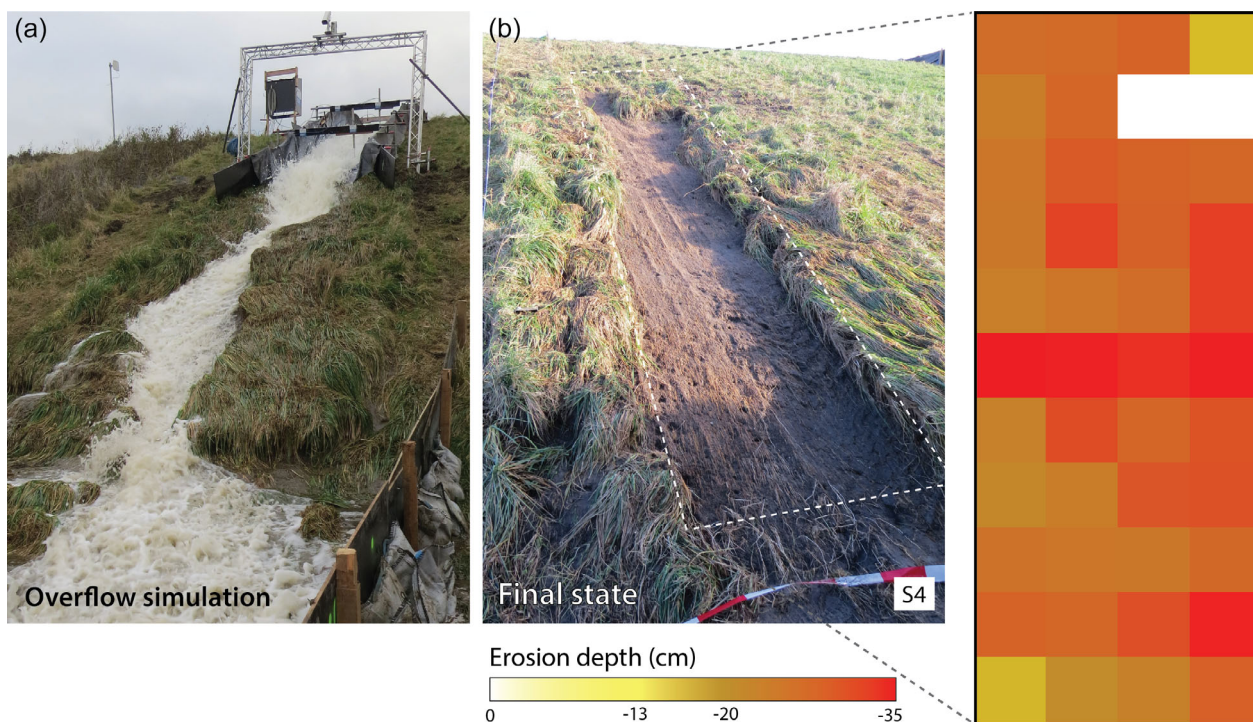 (a)
Overflow simulation
(b)
Final state
S4
Erosion depth (cm)
0 -13 -20 -35